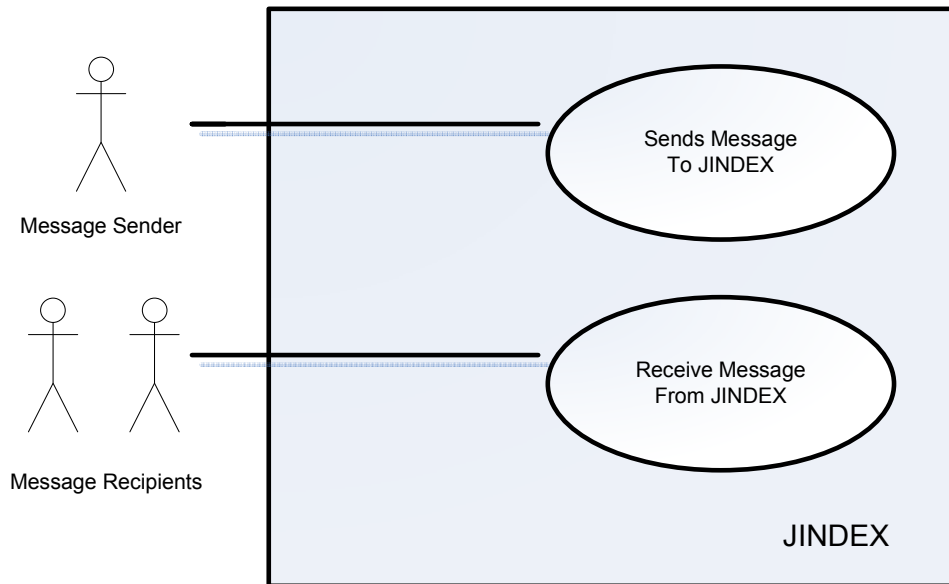 Sends Message
To JINDEX
Message Sender
Receive Message
From JINDEX
Message Recipients
JINDEX